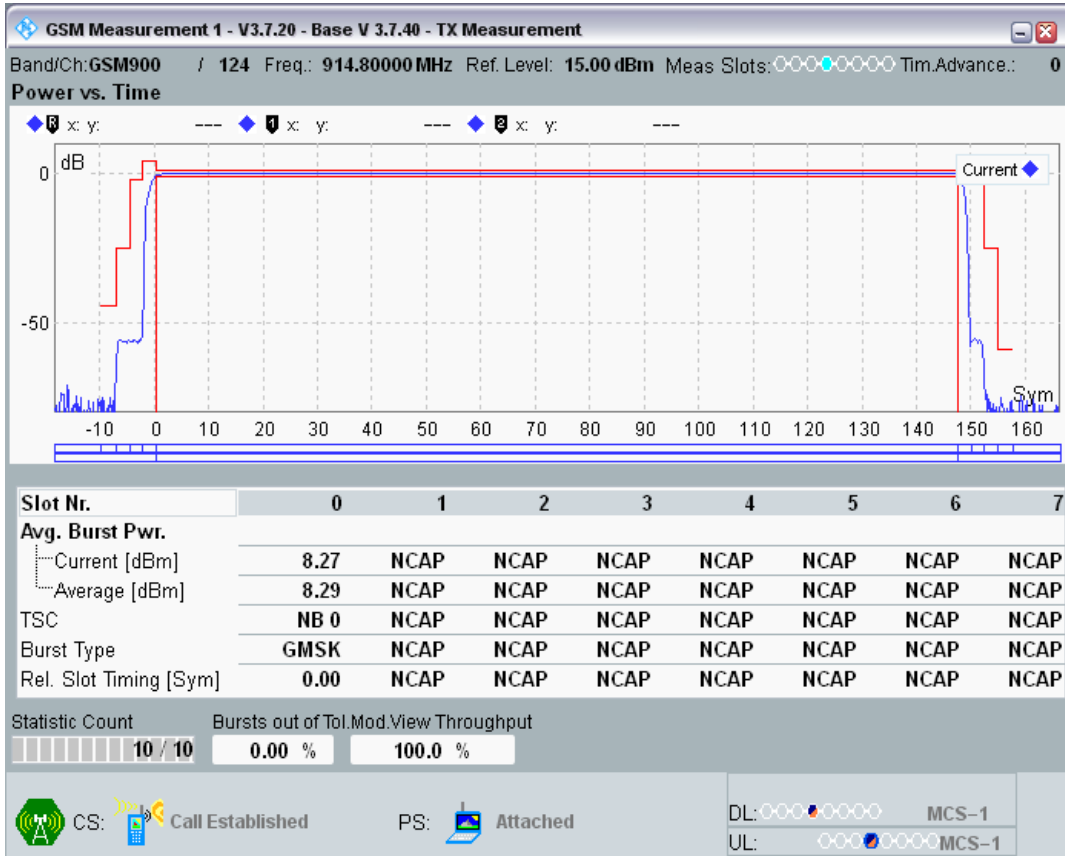 GSM Measurement 1 - V3.7.20 - Base V 3.7.40 - TX Measurement
Band/Ch:GSM900 / 124 Freq.: 914.80000 MHz Ref. Level: 15.00 dBm Meas Slots: Tim.Advance.: 0
Power vs. Time
R x: y: --- 1 x: y: --- 2 x: y: ---
dB
Current
0
-50
Sym
-10 0 10 20 30 40 50 60 70 80 90 100 110 120 130 140 150 160
Slot Nr. 0 1 2 3 4 5 6 7
Avg. Burst Pwr.
Current [dBm] 8.27 NCAP NCAP NCAP NCAP NCAP NCAP NCAP
Average [dBm] 8.29 NCAP NCAP NCAP NCAP NCAP NCAP NCAP
TSC NB 0 NCAP NCAP NCAP NCAP NCAP NCAP NCAP
Burst Type GMSK NCAP NCAP NCAP NCAP NCAP NCAP NCAP
Rel. Slot Timing [Sym] 0.00 NCAP NCAP NCAP NCAP NCAP NCAP NCAP
Statistic Count Bursts out of Tol.Mod.View Throughput
10 / 10 0.00 % 100.0 %
CS: Call Established PS: Attached
DL: MCS-1
UL: MCS-1